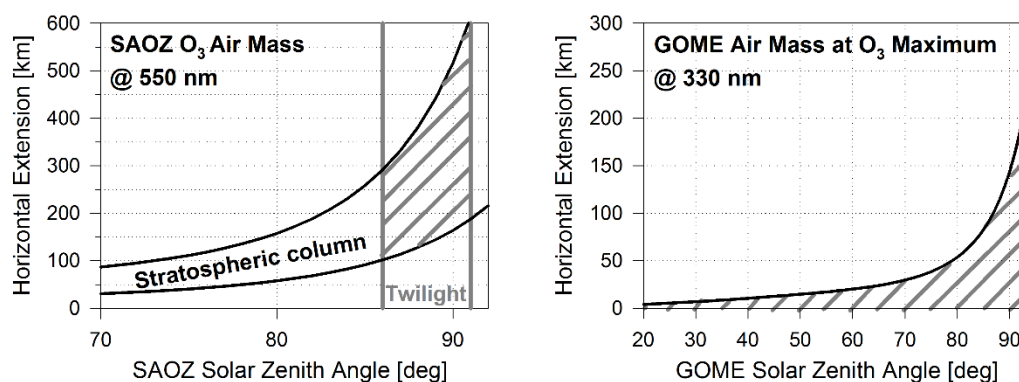 SAOZ O3 Air Mass
@ 550 nm
Horizontal Extension [km]
600
500
400
300
200
100
0
Stratospheric column
Twilight
70
80
90
SAOZ Solar Zenith Angle [deg]
GOME Air Mass at O3 Maximum
@ 330 nm
Horizontal Extension [km]
300
250
200
150
100
50
0
20
30
40
50
60
70
80
90
GOME Solar Zenith Angle [deg]